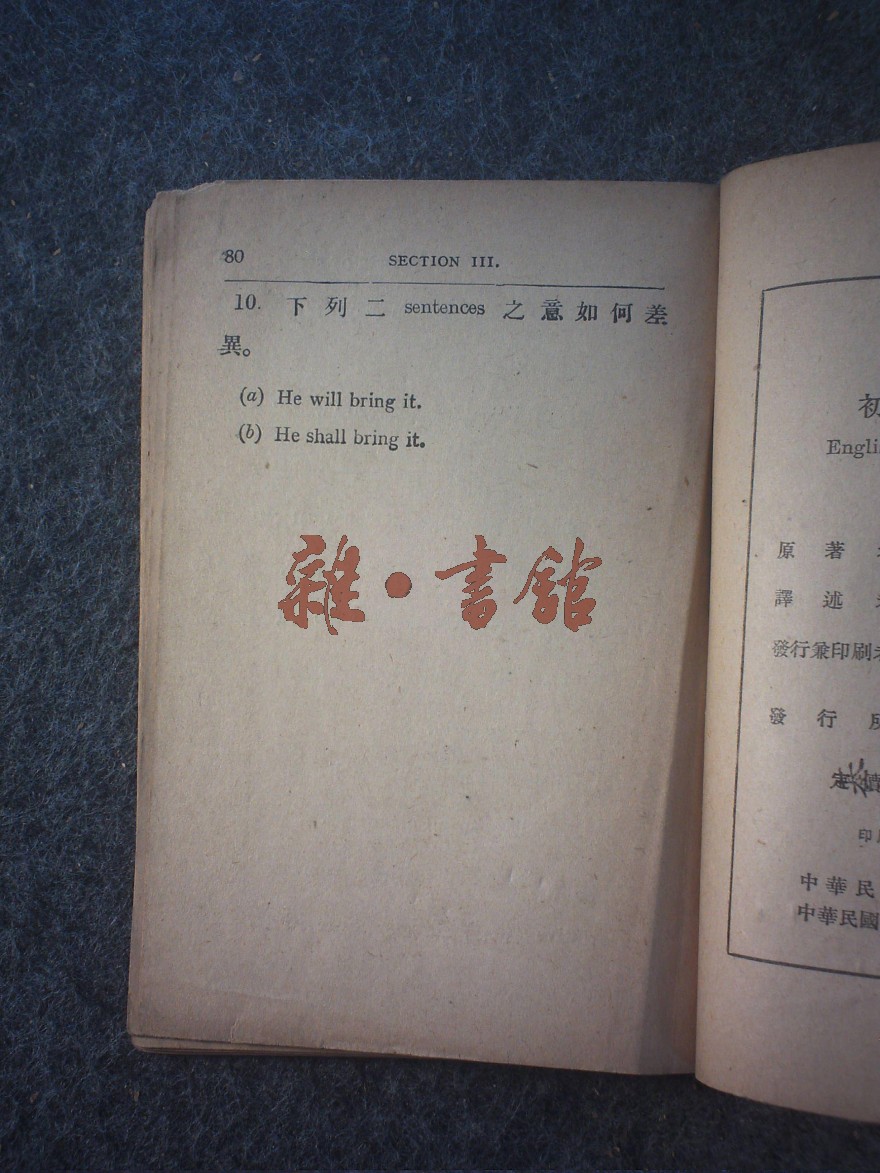 80
SECTION III.
10. 下列二 sentences 之意如何差
異。
(a) He will bring it.
(b) He shall bring it.
雜·書館
初
Engli
原著
譯述
發行兼印刷
發行
印
中華民
中華民國